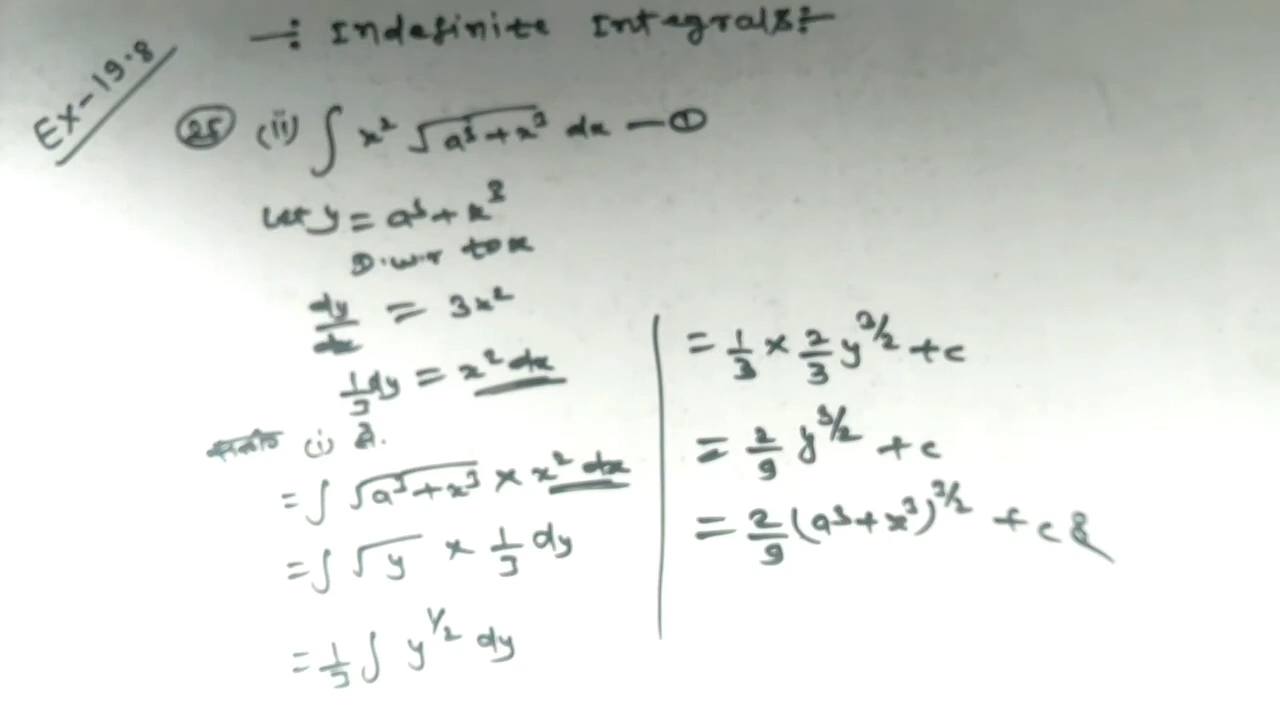 —: Indefinite Integrals:—
EX-19.8
25 (ii) ∫ x² √a³+x³ dx — ①
Let y = a³ + x³
D.w.r to x
dy/dx = 3x²
1/3 dy = x² dx
(i) से.
= ∫ √a³+x³ × x² dx
= ∫ √y × 1/3 dy
= 1/3 ∫ y^1/2 dy
= 1/3 × 2/3 y^3/2 + c
= 2/9 y^3/2 + c
= 2/9 (a³+x³)^3/2 + c